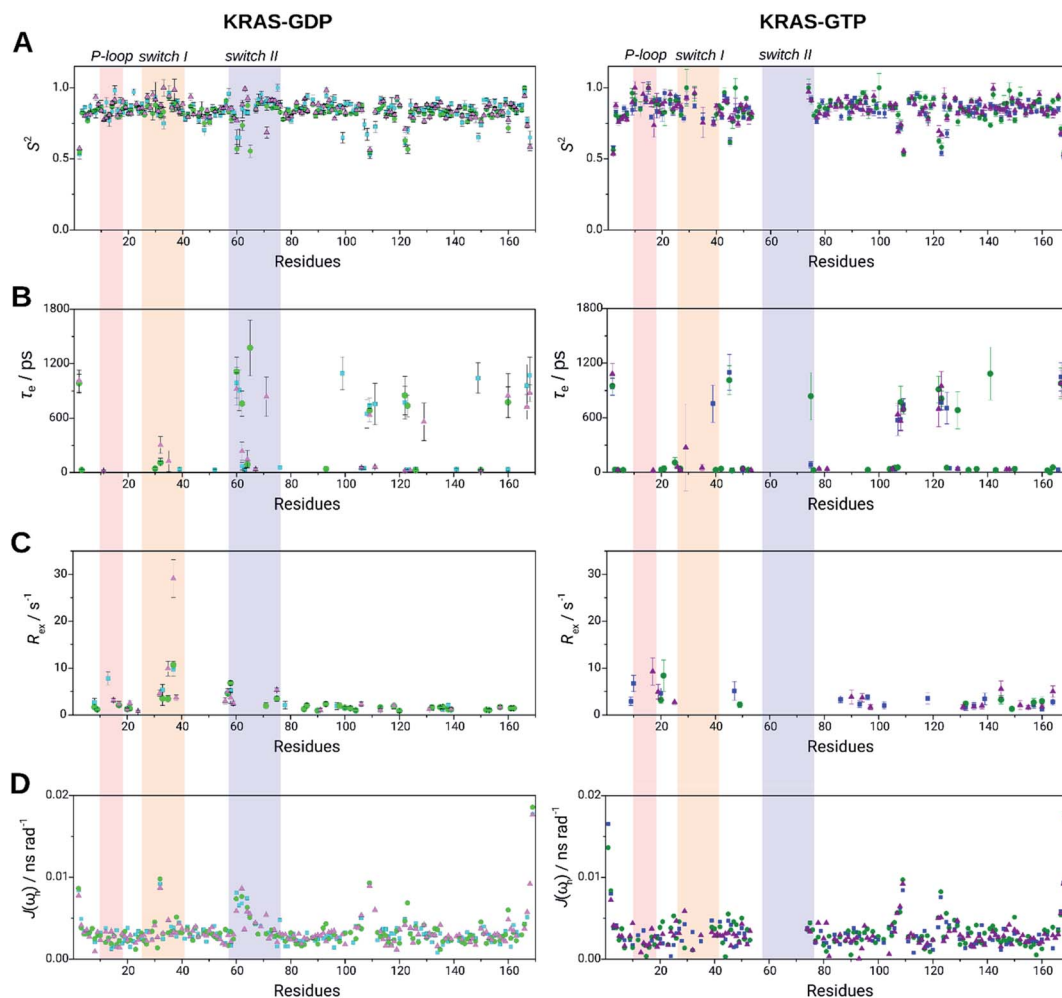 KRAS-GDP
KRAS-GTP
A
P-loop switch I switch II
P-loop switch I switch II
S²
1.0
0.5
0.0
20 40 60 80 100 120 140 160
Residues
S²
1.0
0.5
0.0
20 40 60 80 100 120 140 160
Residues
B
τe / ps
1800
1200
600
0
20 40 60 80 100 120 140 160
Residues
τe / ps
1800
1200
600
0
20 40 60 80 100 120 140 160
Residues
C
Rex / s⁻¹
30
20
10
0
20 40 60 80 100 120 140 160
Residues
Rex / s⁻¹
30
20
10
0
20 40 60 80 100 120 140 160
Residues
D
J(ωh) / ns rad⁻¹
0.02
0.01
0.00
20 40 60 80 100 120 140 160
Residues
J(ωh) / ns rad⁻¹
0.02
0.01
0.00
20 40 60 80 100 120 140 160
Residues